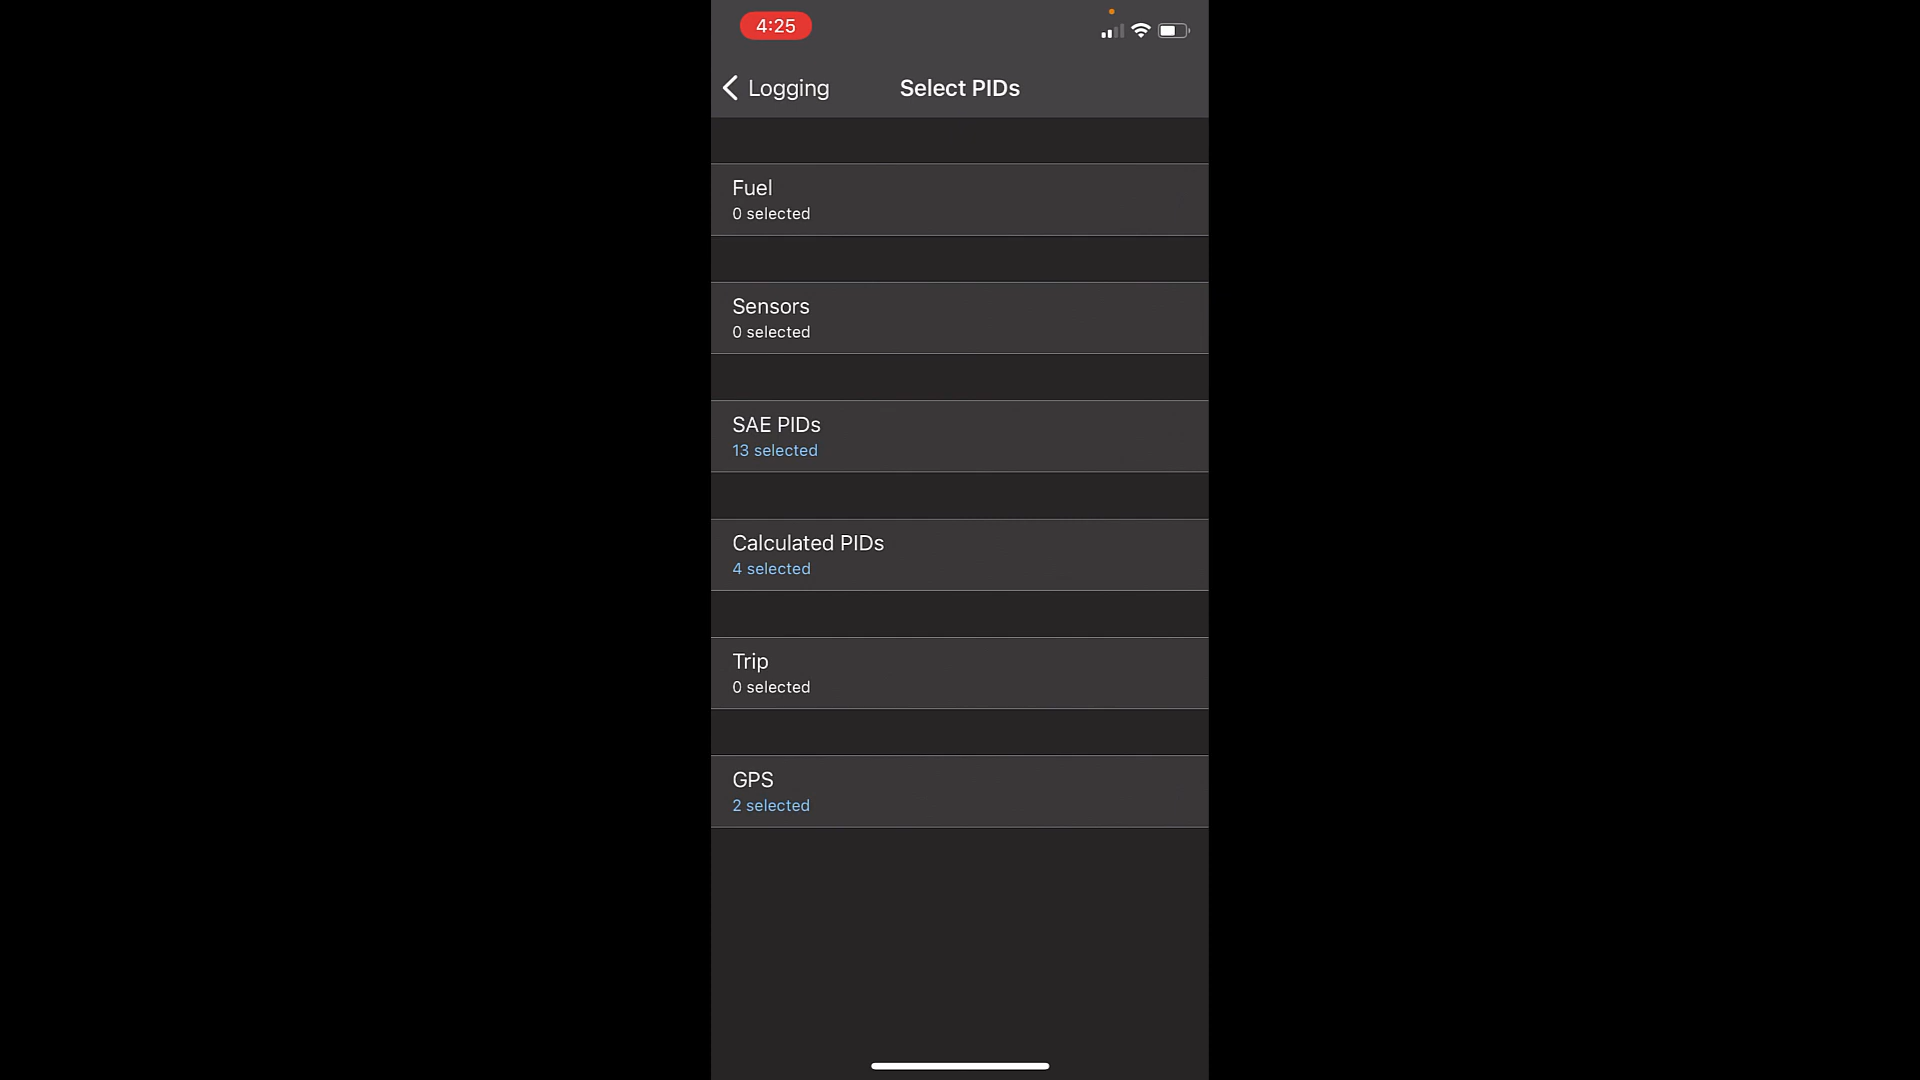 4:25
Logging
Select PIDs
Fuel
0 selected
Sensors
0 selected
SAE PIDs
13 selected
Calculated PIDs
4 selected
Trip
0 selected
GPS
2 selected